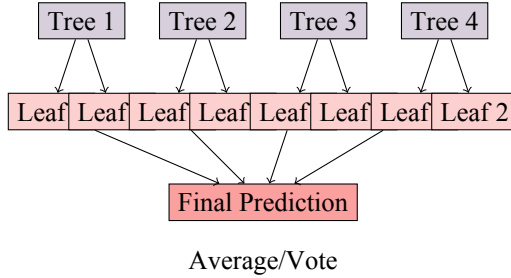 Tree 1 Tree 2 Tree 3 Tree 4
Leaf Leaf Leaf Leaf Leaf Leaf Leaf Leaf 2
Final Prediction
Average/Vote